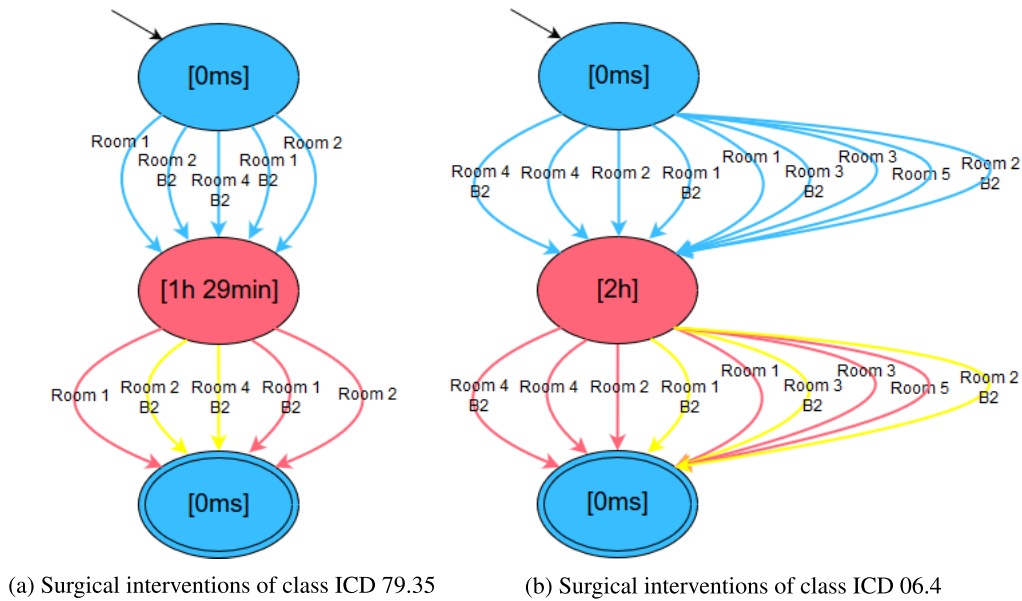 [0ms]
Room 1
Room 2
B2
Room 4
B2
Room 1
B2
Room 2
[1h 29min]
Room 1
Room 2
B2
Room 4
B2
Room 1
B2
Room 2
[0ms]
(a) Surgical interventions of class ICD 79.35
[0ms]
Room 4
B2
Room 4
Room 2
Room 1
B2
Room 1
Room 3
B2
Room 3
Room 5
Room 2
B2
[2h]
Room 4
B2
Room 4
Room 2
Room 1
B2
Room 1
Room 3
B2
Room 3
Room 5
Room 2
B2
[0ms]
(b) Surgical interventions of class ICD 06.4